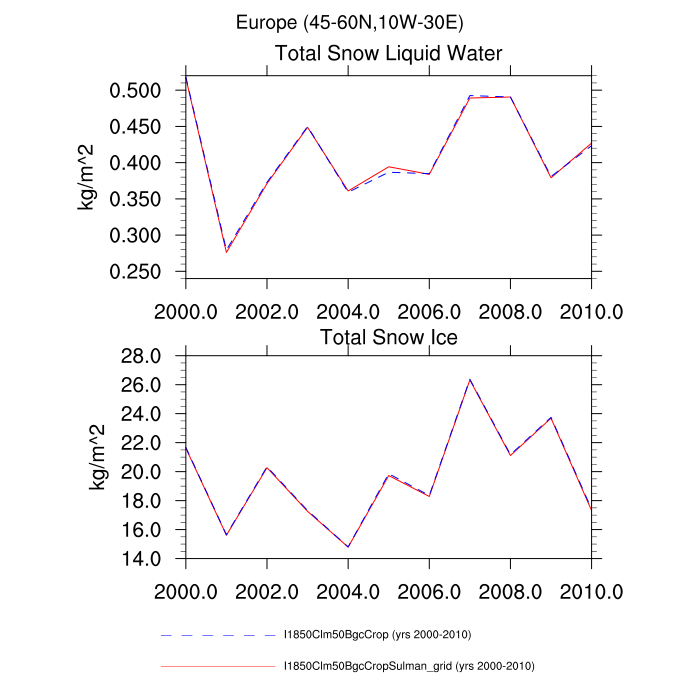 Europe (45-60N,10W-30E)
Total Snow Liquid Water
0.500
0.450
0.400
0.350
0.300
0.250
kg/m^2
2000.0 2002.0 2004.0 2006.0 2008.0 2010.0
Total Snow Ice
28.0
26.0
24.0
22.0
20.0
18.0
16.0
14.0
kg/m^2
2000.0 2002.0 2004.0 2006.0 2008.0 2010.0
I1850Clm50BgcCrop (yrs 2000-2010)
I1850Clm50BgcCropSulman_grid (yrs 2000-2010)